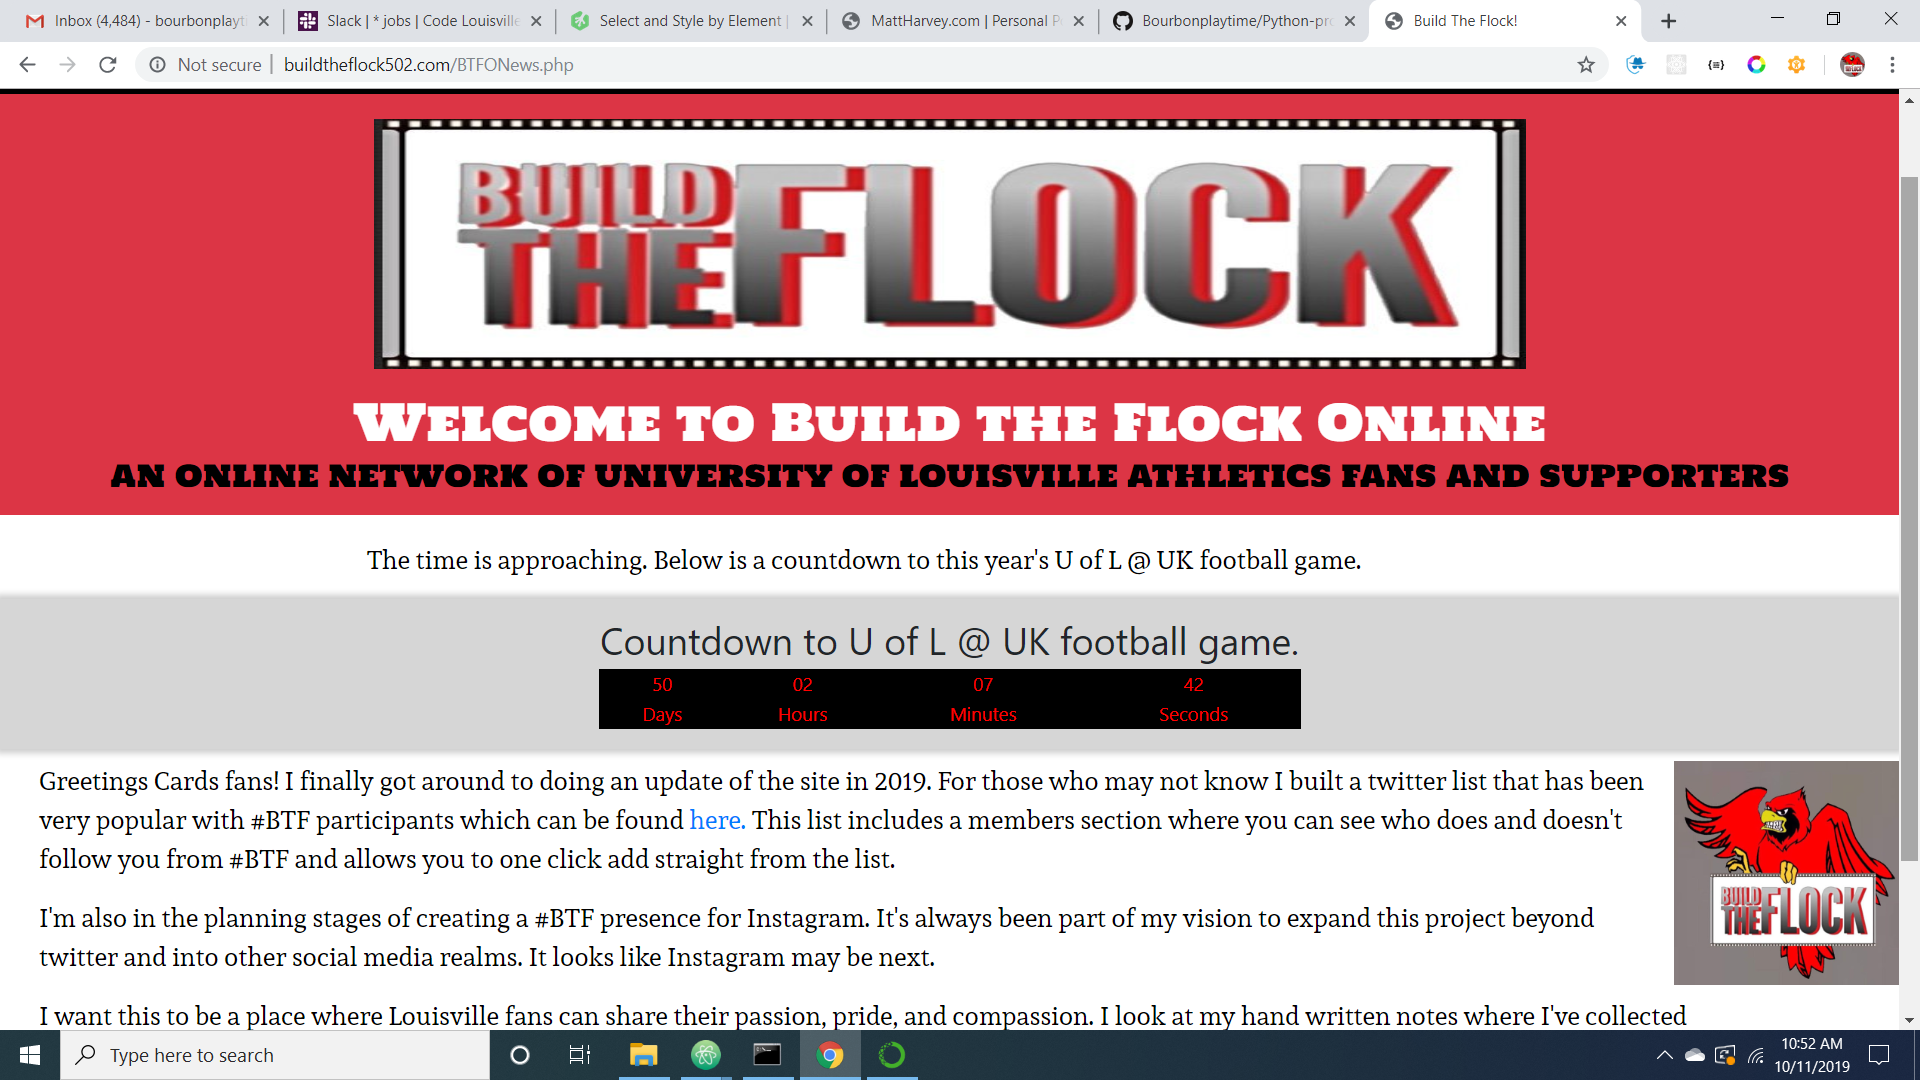 Inbox (4,484) - bourbonplayti
Slack | * jobs | Code Louisville
Select and Style by Element |
MattHarvey.com | Personal P
Bourbonplaytime/Python-pro
Build The Flock!
Not secure | buildtheflock502.com/BTFONews.php
BUILD
THE FLOCK
Welcome to Build the Flock Online
AN ONLINE NETWORK OF UNIVERSITY OF LOUISVILLE ATHLETICS FANS AND SUPPORTERS
The time is approaching. Below is a countdown to this year's U of L @ UK football game.
Countdown to U of L @ UK football game.
50 02 07 42
Days Hours Minutes Seconds
Greetings Cards fans! I finally got around to doing an update of the site in 2019. For those who may not know I built a twitter list that has been
very popular with #BTF participants which can be found here. This list includes a members section where you can see who does and doesn't
follow you from #BTF and allows you to one click add straight from the list.
BUILD
THE FLOCK
I'm also in the planning stages of creating a #BTF presence for Instagram. It's always been part of my vision to expand this project beyond
twitter and into other social media realms. It looks like Instagram may be next.
I want this to be a place where Louisville fans can share their passion, pride, and compassion. I look at my hand written notes where I've collected
Type here to search
10:52 AM
10/11/2019